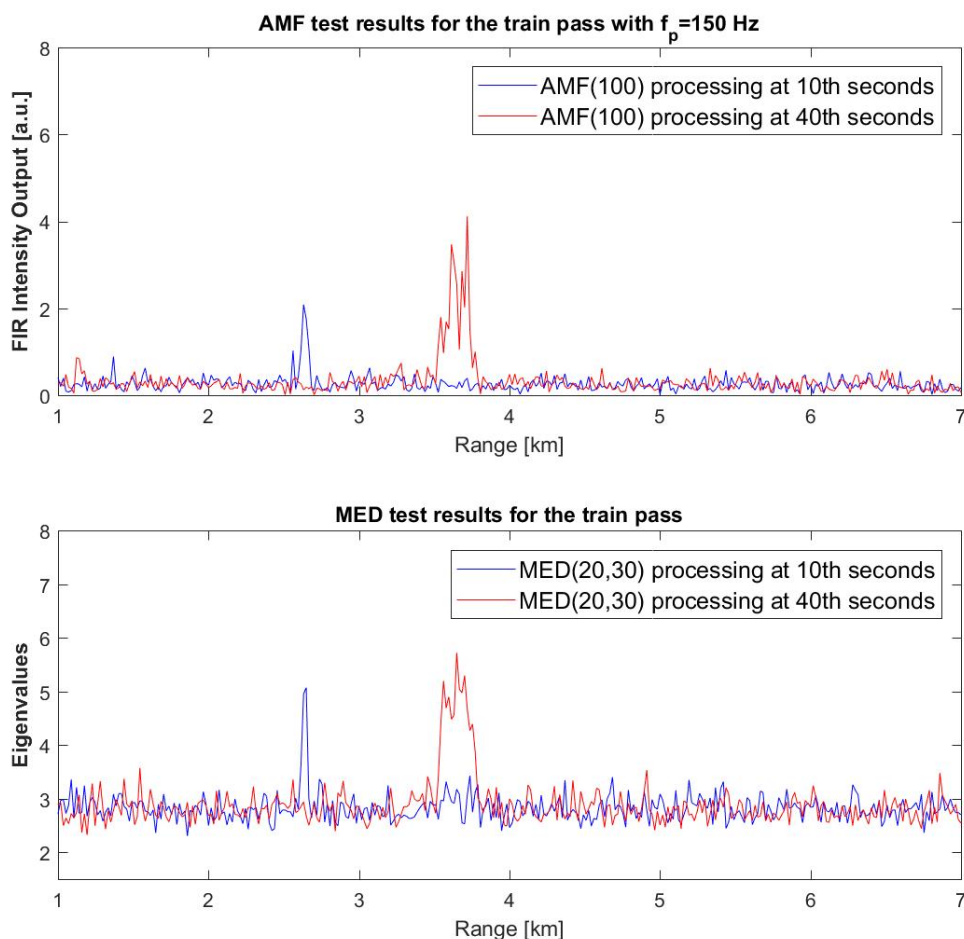 AMF test results for the train pass with f_p=150 Hz
8
AMF(100) processing at 10th seconds
AMF(100) processing at 40th seconds
6
4
2
0
FIR Intensity Output [a.u.]
1 2 3 4 5 6 7
Range [km]
MED test results for the train pass
8
MED(20,30) processing at 10th seconds
MED(20,30) processing at 40th seconds
7
6
5
4
3
2
Eigenvalues
1 2 3 4 5 6 7
Range [km]